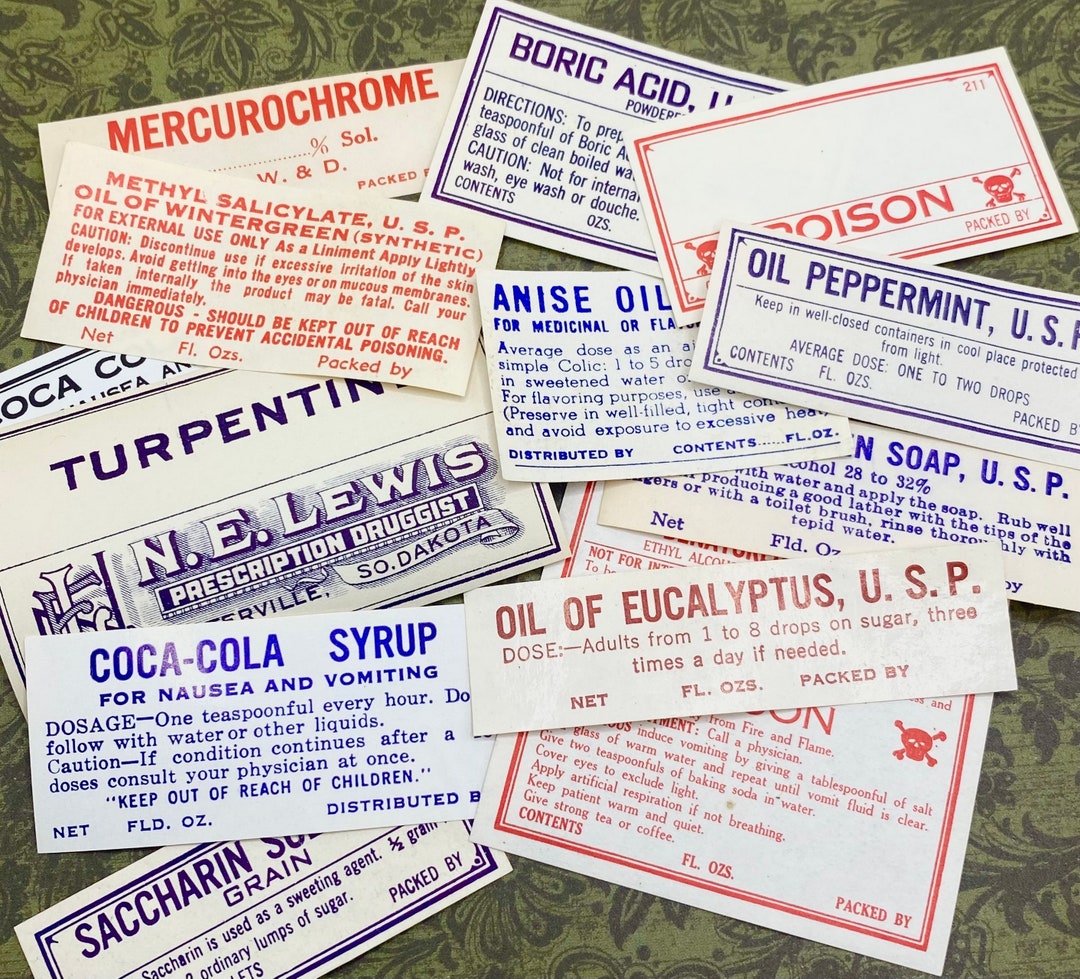 MERCUROCHROME
% Sol.
W. & D.
PACKED
BORIC ACID,
POWDERED
DIRECTIONS: To
teaspoonful of Boric
glass of clean boiled
CAUTION: Not for
wash, eye wash or douche.
CONTENTS OZS.
211
POISON
PACKED BY
METHYL SALICYLATE, U. S. P.
OIL OF WINTERGREEN (SYNTHETIC)
FOR EXTERNAL USE ONLY As a Liniment Apply Lightly
CAUTION: Discontinue use if excessive irritation of the skin
develops. Avoid getting into the eyes or on mucous membranes.
If taken internally, the product may be fatal. Call your
physician immediately.
DANGEROUS - SHOULD BE KEPT OUT OF REACH
OF CHILDREN TO PREVENT ACCIDENTAL POISONING.
Net Fl. Ozs. Packed by
ANISE OIL
FOR MEDICINAL OR
Average dose as an
simple Colic: 1 to 5
in sweetened water
For flavoring purposes, use
(Preserve in well-filled, tight
and avoid exposure to excessive
DISTRIBUTED BY CONTENTS......FL.OZ.
OIL PEPPERMINT, U.S.P
Keep in well-closed containers in cool place protected
from light.
AVERAGE DOSE: ONE TO TWO DROPS
CONTENTS FL. OZS.
PACKED BY
COCA CO
NAUSEA AN
TURPENTIN
N. E. LEWIS
PRESCRIPTION DRUGGIST
SO. DAKOTA
SOAP, U. S. P.
28 to 32%
with water and apply the soap. Rub well
producing a good lather with the tips of the
or with a toilet brush, rinse thoroughly with
tepid water.
Net Fld. Oz
ETHYL
NOT FOR
OIL OF EUCALYPTUS, U. S. P.
DOSE:—Adults from 1 to 8 drops on sugar, three
times a day if needed.
NET FL. OZS. PACKED BY
and
from Fire and Flame.
Call a physician.
induce vomiting by giving a tablespoonful of salt
glass of warm water and repeat until vomit fluid is clear.
Give two teaspoonfuls of baking soda in water.
Cover eyes to exclude light.
Apply artificial respiration if not breathing.
Keep patient warm and quiet.
Give strong tea or coffee.
CONTENTS
FL. OZS.
PACKED BY
COCA-COLA SYRUP
FOR NAUSEA AND VOMITING
DOSAGE—One teaspoonful every hour. Do
follow with water or other liquids.
Caution—If condition continues after a
doses consult your physician at once.
"KEEP OUT OF REACH OF CHILDREN."
DISTRIBUTED B
NET FLD. OZ.
SACCHARIN
GRAIN
Saccharin is used as a sweeting agent. ½ grain
ordinary lumps of sugar.
PACKED BY